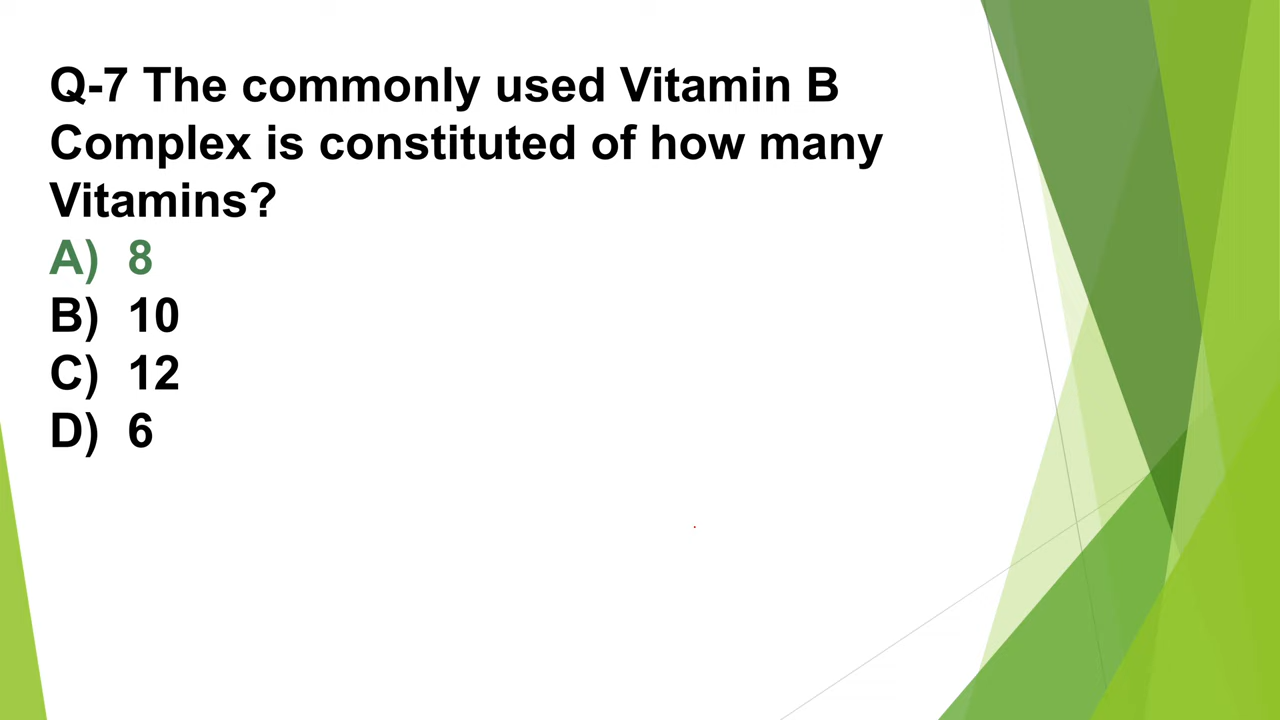 Q-7 The commonly used Vitamin B
Complex is constituted of how many
Vitamins?
A) 8
B) 10
C) 12
D) 6